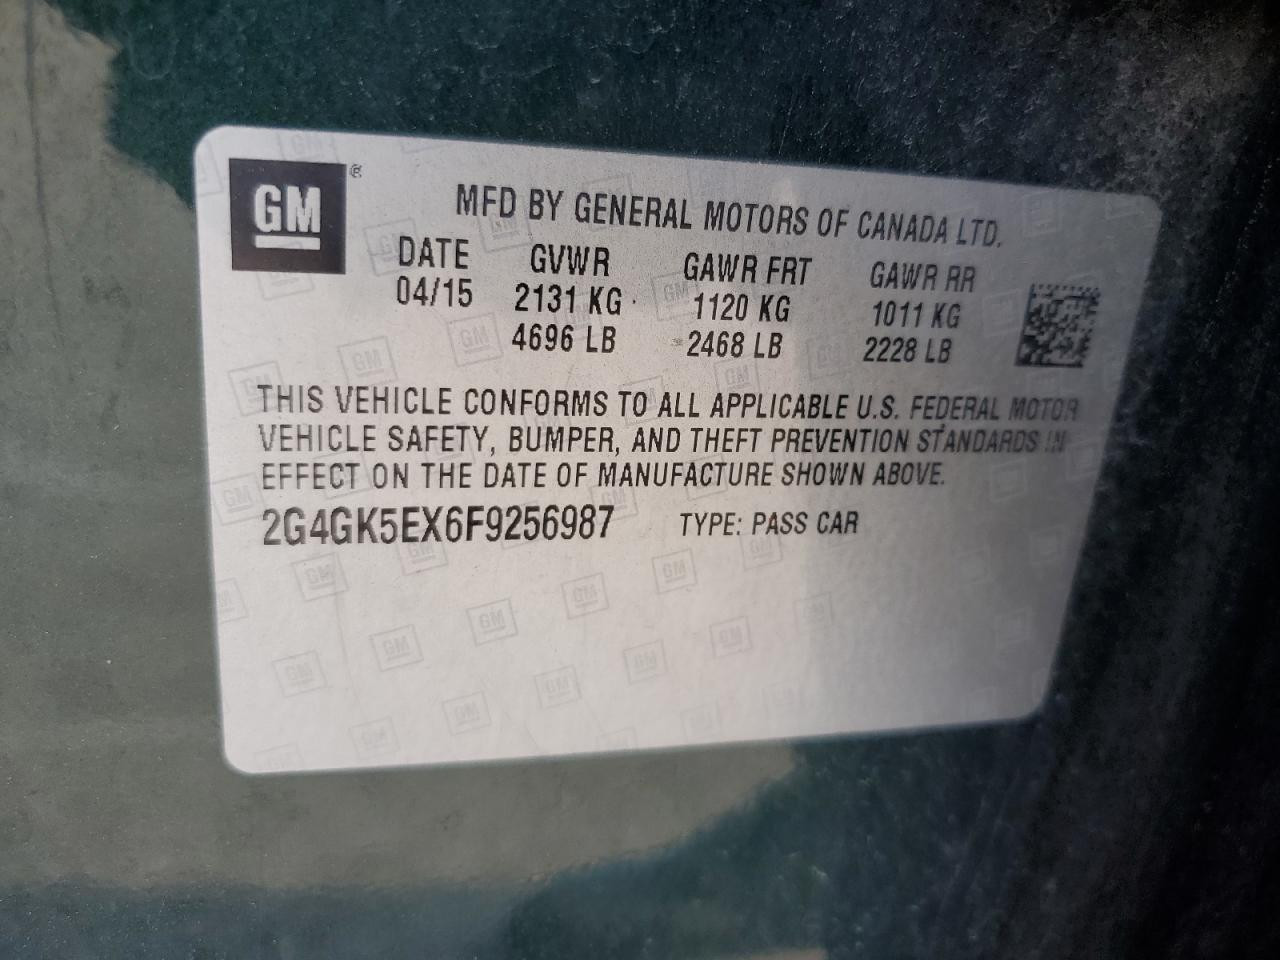 GM
MFD BY GENERAL MOTORS OF CANADA LTD.
DATE GVWR GAWR FRT GAWR RR
04/15 2131 KG 1120 KG 1011 KG
4696 LB 2468 LB 2228 LB
THIS VEHICLE CONFORMS TO ALL APPLICABLE U.S. FEDERAL MOTOR
VEHICLE SAFETY, BUMPER, AND THEFT PREVENTION STANDARDS IN
EFFECT ON THE DATE OF MANUFACTURE SHOWN ABOVE.
2G4GK5EX6F9256987 TYPE: PASS CAR